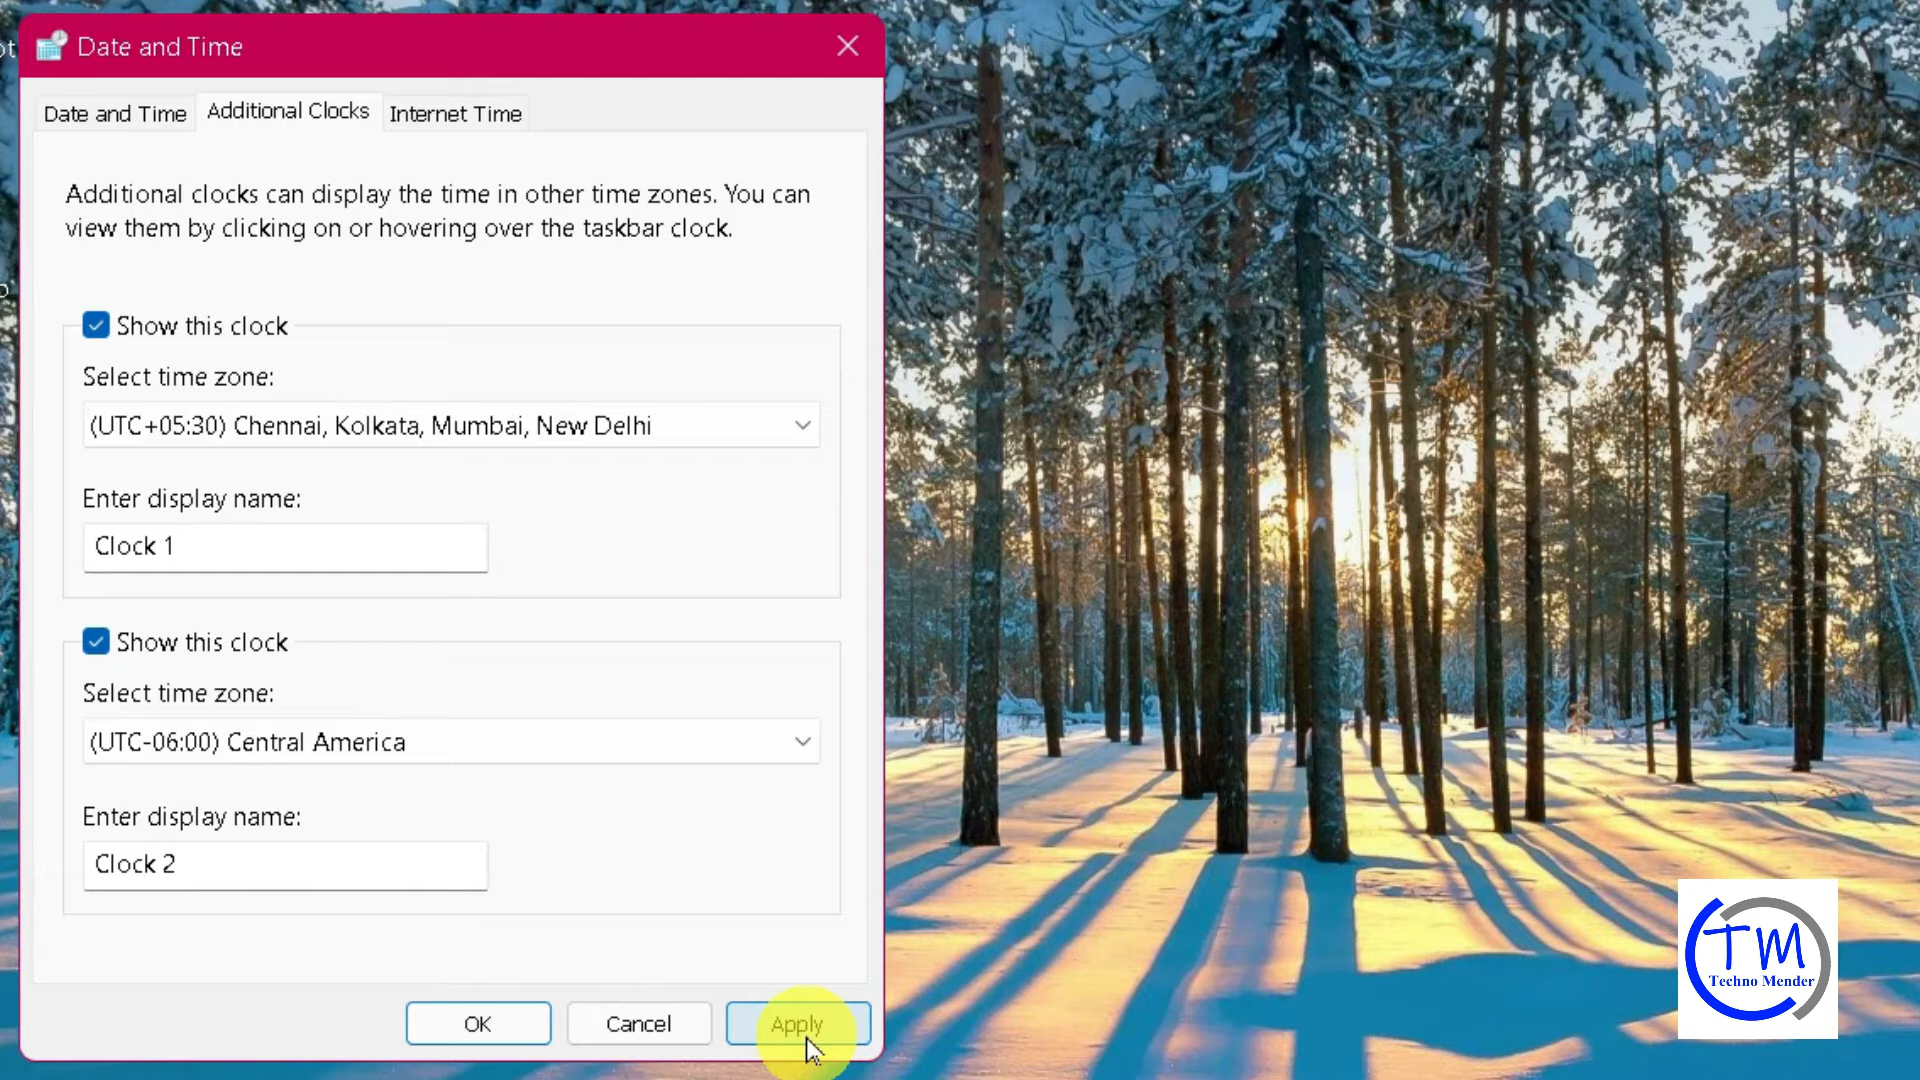 Date and Time
Date and Time
Additional Clocks
Internet Time
Additional clocks can display the time in other time zones. You can
view them by clicking on or hovering over the taskbar clock.
Show this clock
Select time zone:
(UTC+05:30) Chennai, Kolkata, Mumbai, New Delhi
Enter display name:
Clock 1
Show this clock
Select time zone:
(UTC-06:00) Central America
Enter display name:
Clock 2
OK
Cancel
Apply
TM
Techno Mender